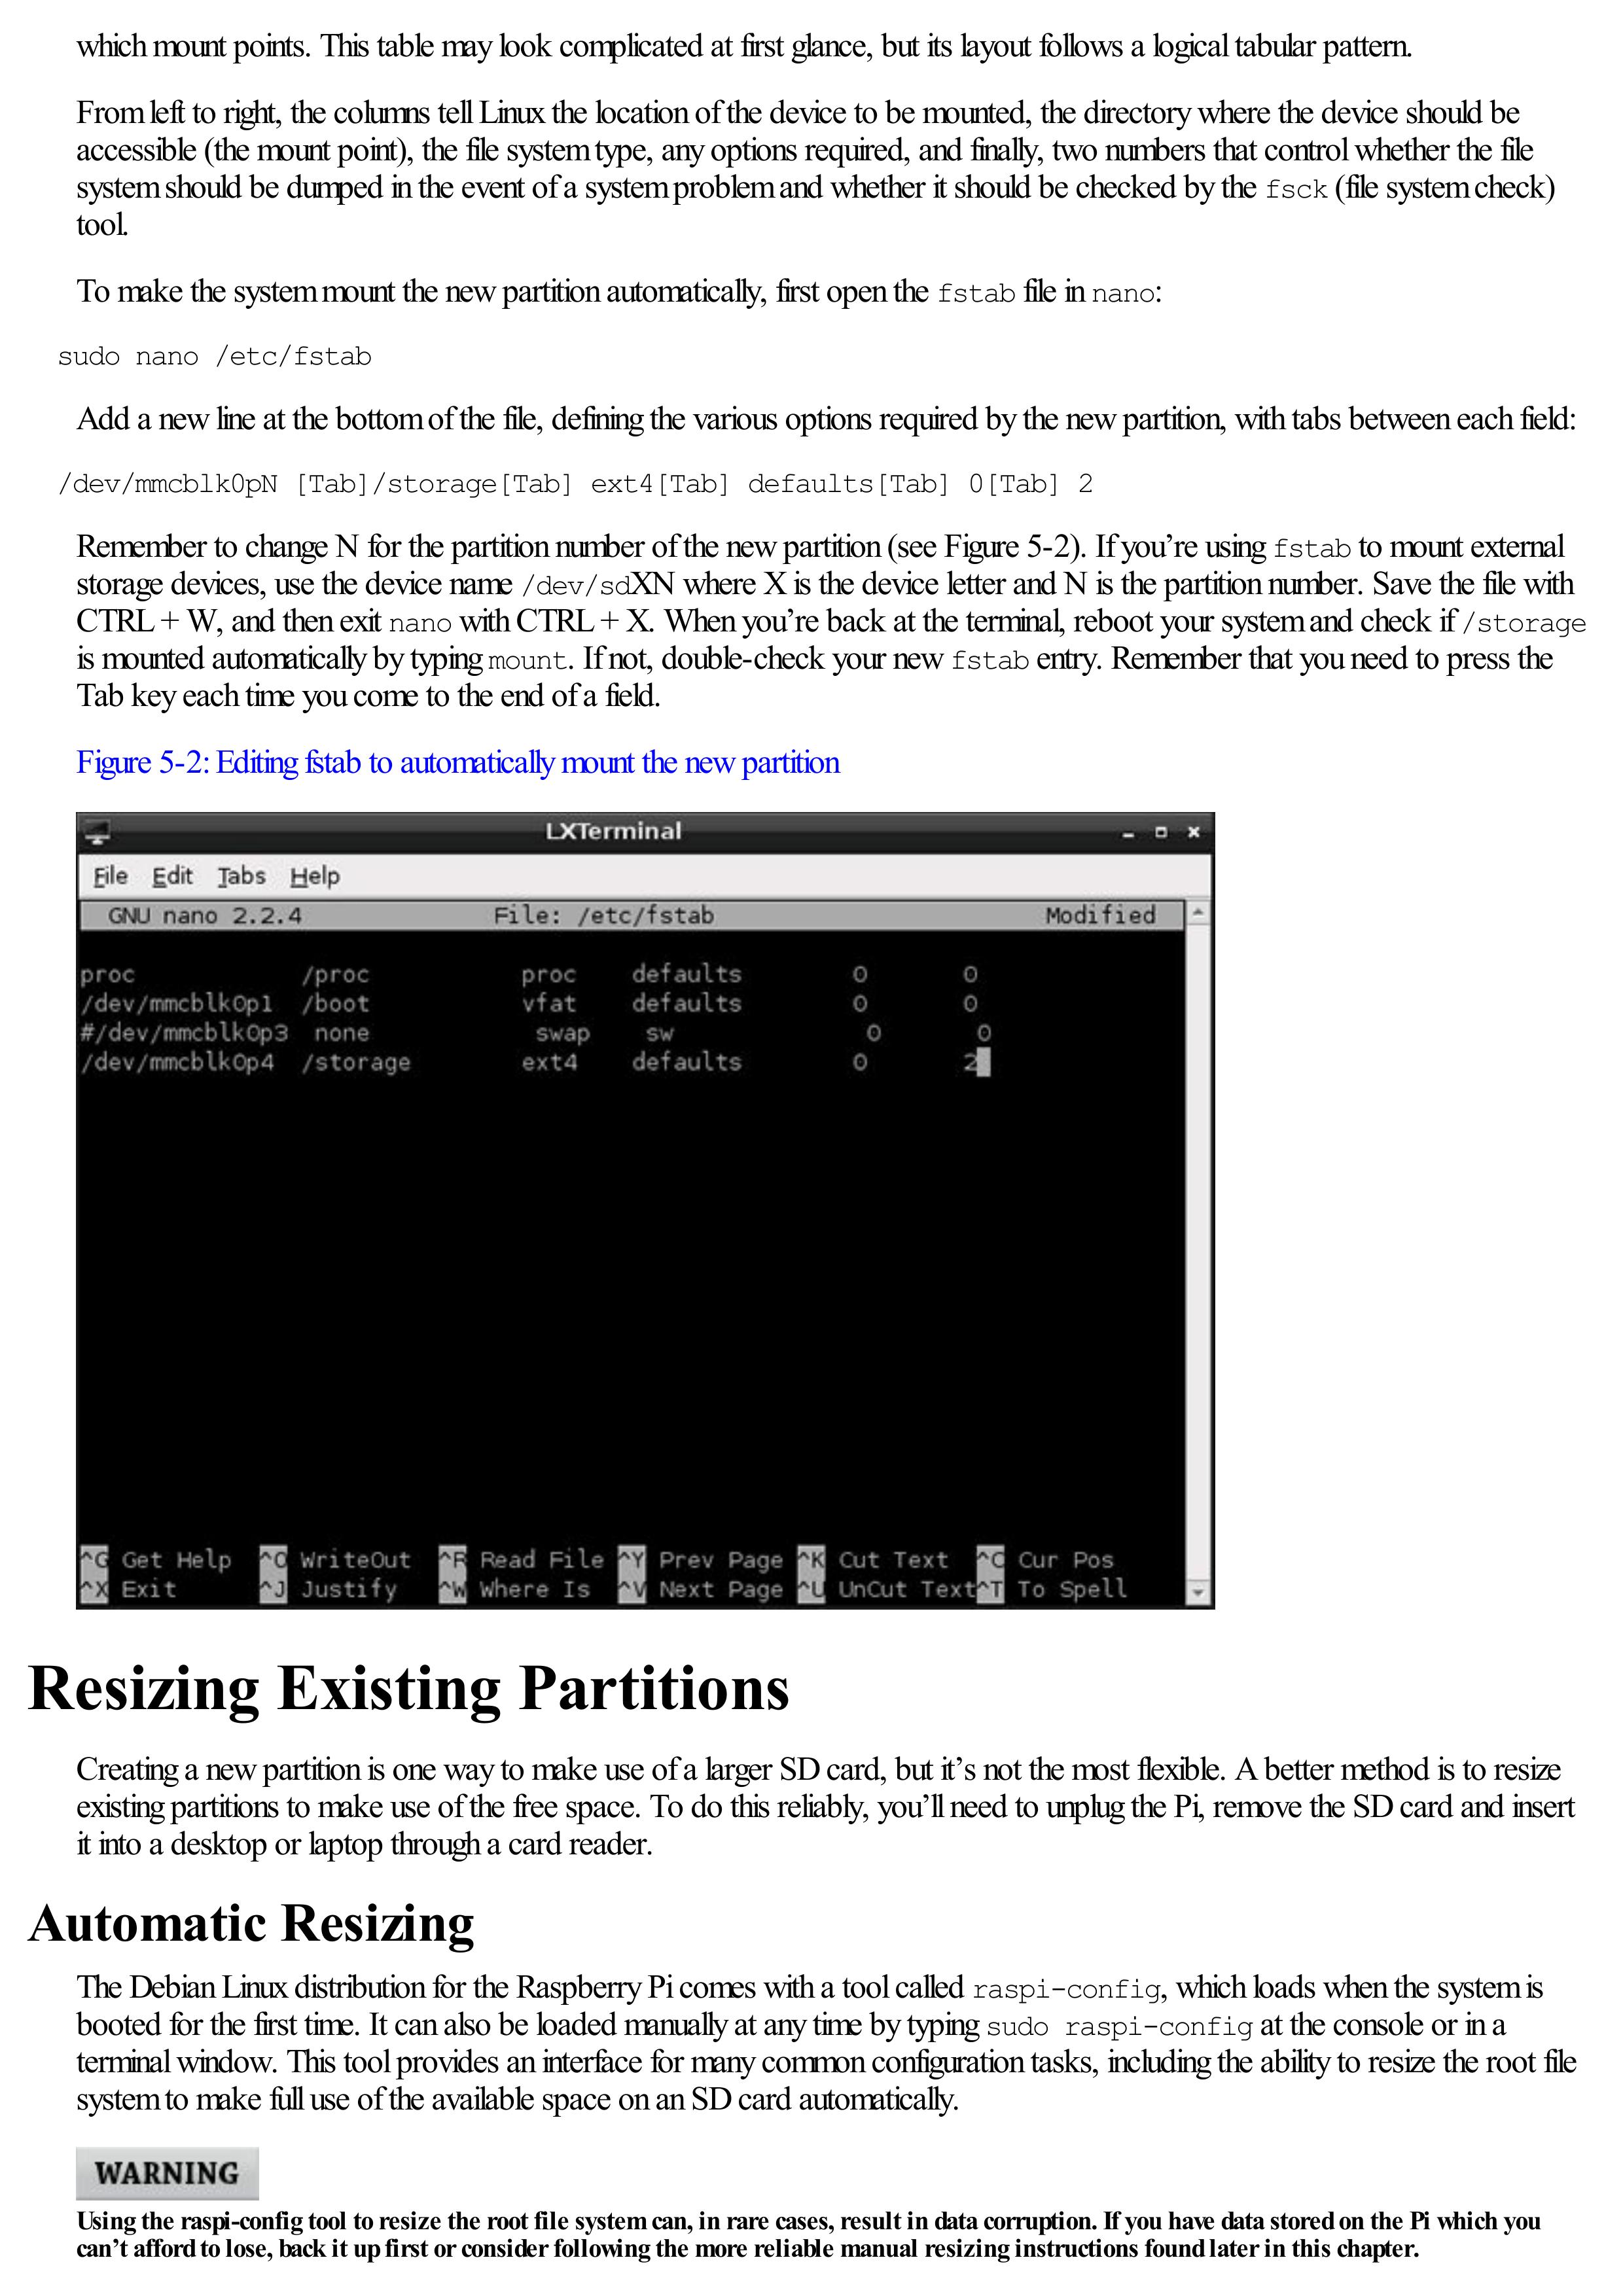 which mount points. This table may look complicated at first glance, but its layout follows a logical tabular pattern.
From left to right, the columns tell Linux the location of the device to be mounted, the directory where the device should be
accessible (the mount point), the file system type, any options required, and finally, two numbers that control whether the file
system should be dumped in the event of a system problem and whether it should be checked by the fsck (file system check)
tool.
To make the system mount the new partition automatically, first open the fstab file in nano:
sudo nano /etc/fstab
Add a new line at the bottom of the file, defining the various options required by the new partition, with tabs between each field:
/dev/mmcblk0pN [Tab]/storage[Tab] ext4[Tab] defaults[Tab] 0[Tab] 2
Remember to change N for the partition number of the new partition (see Figure 5-2). If you’re using fstab to mount external
storage devices, use the device name /dev/sdXN where X is the device letter and N is the partition number. Save the file with
CTRL + W, and then exit nano with CTRL + X. When you’re back at the terminal, reboot your system and check if /storage
is mounted automatically by typing mount. If not, double-check your new fstab entry. Remember that you need to press the
Tab key each time you come to the end of a field.
Figure 5-2: Editing fstab to automatically mount the new partition
LXTerminal
File Edit Tabs Help
GNU nano 2.2.4 File: /etc/fstab Modified
proc /proc proc defaults 0 0
/dev/mmcblk0p1 /boot vfat defaults 0 0
#/dev/mmcblk0p3 none swap sw 0 0
/dev/mmcblk0p4 /storage ext4 defaults 0 2
^G Get Help ^O WriteOut ^R Read File ^Y Prev Page ^K Cut Text ^C Cur Pos
^X Exit ^J Justify ^W Where Is ^V Next Page ^U UnCut Text^T To Spell
Resizing Existing Partitions
Creating a new partition is one way to make use of a larger SD card, but it’s not the most flexible. A better method is to resize
existing partitions to make use of the free space. To do this reliably, you’ll need to unplug the Pi, remove the SD card and insert
it into a desktop or laptop through a card reader.
Automatic Resizing
The Debian Linux distribution for the Raspberry Pi comes with a tool called raspi-config, which loads when the system is
booted for the first time. It can also be loaded manually at any time by typing sudo raspi-config at the console or in a
terminal window. This tool provides an interface for many common configuration tasks, including the ability to resize the root file
system to make full use of the available space on an SD card automatically.
WARNING
Using the raspi-config tool to resize the root file system can, in rare cases, result in data corruption. If you have data stored on the Pi which you
can’t afford to lose, back it up first or consider following the more reliable manual resizing instructions found later in this chapter.